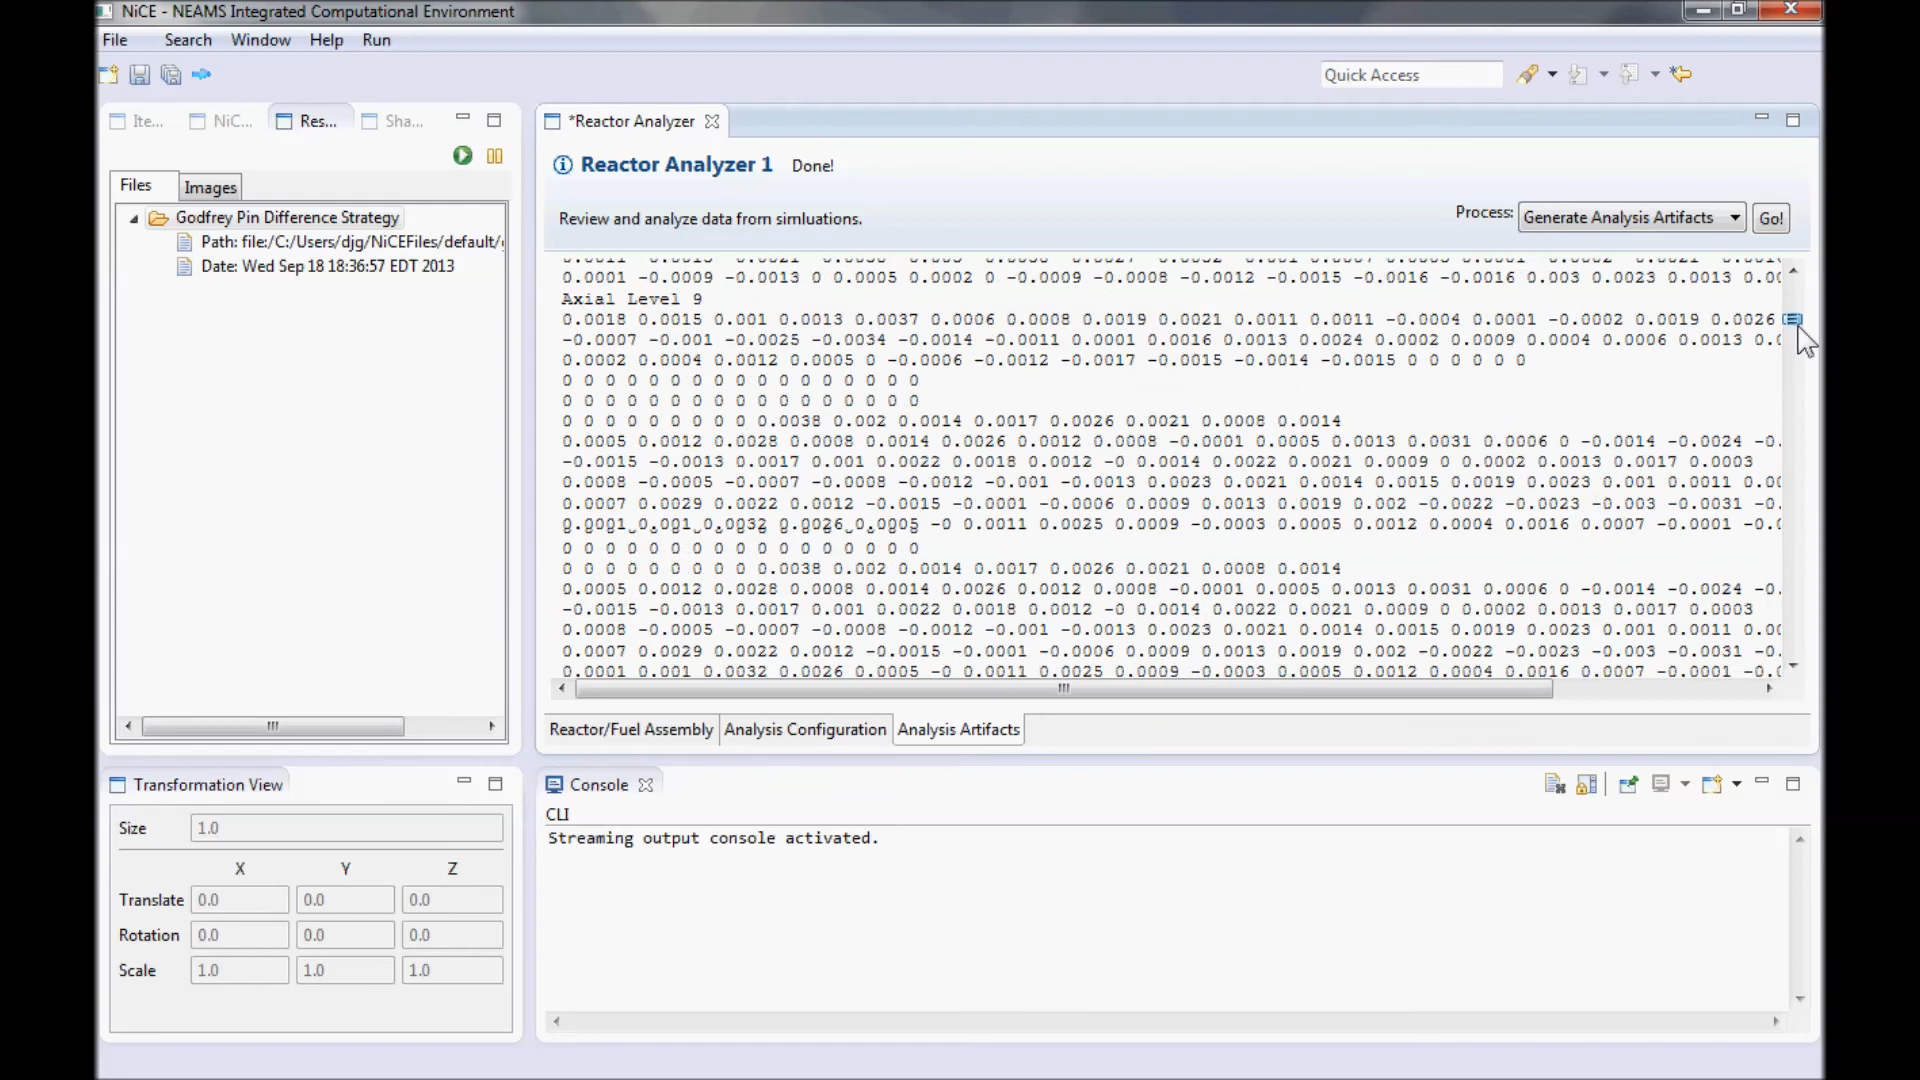 NiCE - NEAMS Integrated Computational Environment
File Search Window Help Run
Quick Access
Ite... NiC... Res... Sha...
Files Images
Godfrey Pin Difference Strategy
Path: file:/C:/Users/djg/NiCEFiles/default/
Date: Wed Sep 18 18:36:57 EDT 2013
*Reactor Analyzer
Reactor Analyzer 1 Done!
Review and analyze data from simluations.
Process: Generate Analysis Artifacts Go!
0.0001 -0.0009 -0.0013 0 0.0005 0.0002 0 -0.0009 -0.0008 -0.0012 -0.0015 -0.0016 -0.0016 0.003 0.0023 0.0013 0.00
Axial Level 9
0.0018 0.0015 0.001 0.0013 0.0037 0.0006 0.0008 0.0019 0.0021 0.0011 0.0011 -0.0004 0.0001 -0.0002 0.0019 0.0026
-0.0007 -0.001 -0.0025 -0.0034 -0.0014 -0.0011 0.0001 0.0016 0.0013 0.0024 0.0002 0.0009 0.0004 0.0006 0.0013 0.0
0.0002 0.0004 0.0012 0.0005 0 -0.0006 -0.0012 -0.0017 -0.0015 -0.0014 -0.0015 0 0 0 0 0 0
0 0 0 0 0 0 0 0 0 0 0 0 0 0 0 0 0
0 0 0 0 0 0 0 0 0 0 0 0 0 0 0 0 0
0 0 0 0 0 0 0 0 0 0.0038 0.002 0.0014 0.0017 0.0026 0.0021 0.0008 0.0014
0.0005 0.0012 0.0028 0.0008 0.0014 0.0026 0.0012 0.0008 -0.0001 0.0005 0.0013 0.0031 0.0006 0 -0.0014 -0.0024 -0.
-0.0015 -0.0013 0.0017 0.001 0.0022 0.0018 0.0012 -0 0.0014 0.0022 0.0021 0.0009 0 0.0002 0.0013 0.0017 0.0003
0.0008 -0.0005 -0.0007 -0.0008 -0.0012 -0.001 -0.0013 0.0023 0.0021 0.0014 0.0015 0.0019 0.0023 0.001 0.0011 0.00
0.0007 0.0029 0.0022 0.0012 -0.0015 -0.0001 -0.0006 0.0009 0.0013 0.0019 0.002 -0.0022 -0.0023 -0.003 -0.0031 -0.
0.0001 0.001 0.0032 0.0026 0.0005 -0 0.0011 0.0025 0.0009 -0.0003 0.0005 0.0012 0.0004 0.0016 0.0007 -0.0001 -0.0
0 0 0 0 0 0 0 0 0 0 0 0 0 0 0 0 0
0 0 0 0 0 0 0 0 0 0.0038 0.002 0.0014 0.0017 0.0026 0.0021 0.0008 0.0014
0.0005 0.0012 0.0028 0.0008 0.0014 0.0026 0.0012 0.0008 -0.0001 0.0005 0.0013 0.0031 0.0006 0 -0.0014 -0.0024 -0.
-0.0015 -0.0013 0.0017 0.001 0.0022 0.0018 0.0012 -0 0.0014 0.0022 0.0021 0.0009 0 0.0002 0.0013 0.0017 0.0003
0.0008 -0.0005 -0.0007 -0.0008 -0.0012 -0.001 -0.0013 0.0023 0.0021 0.0014 0.0015 0.0019 0.0023 0.001 0.0011 0.00
0.0007 0.0029 0.0022 0.0012 -0.0015 -0.0001 -0.0006 0.0009 0.0013 0.0019 0.002 -0.0022 -0.0023 -0.003 -0.0031 -0.
0.0001 0.001 0.0032 0.0026 0.0005 -0 0.0011 0.0025 0.0009 -0.0003 0.0005 0.0012 0.0004 0.0016 0.0007 -0.0001 -0.0
Reactor/Fuel Assembly Analysis Configuration Analysis Artifacts
Transformation View
Size 1.0
X Y Z
Translate 0.0 0.0 0.0
Rotation 0.0 0.0 0.0
Scale 1.0 1.0 1.0
Console
CLI
Streaming output console activated.